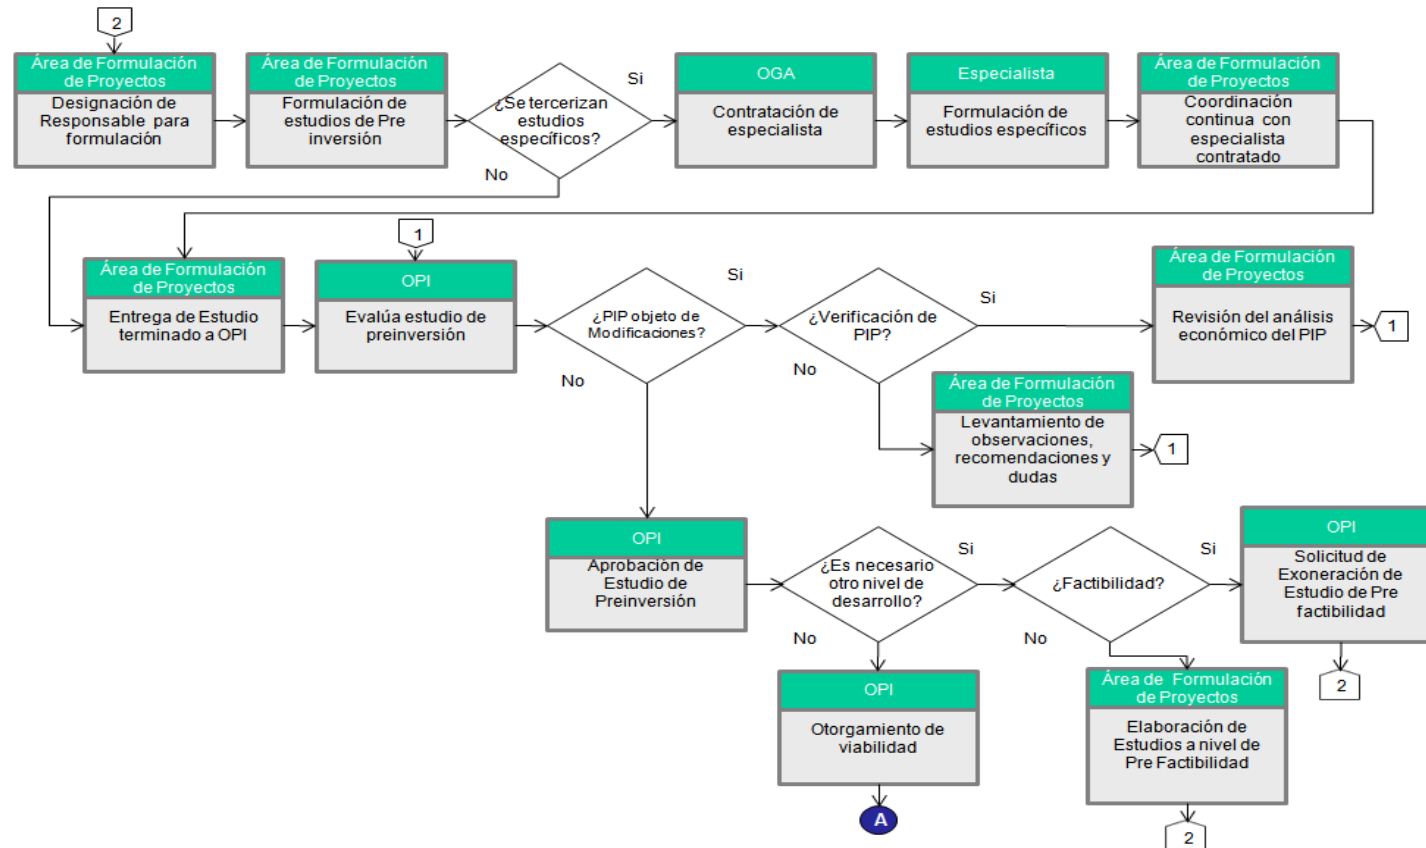 2
Área de Formulación
de Proyectos
Designación de
Responsable para
formulación
Área de Formulación
de Proyectos
Formulación de
estudios de Pre
inversión
¿Se tercerizan
estudios
específicos?
Si
No
OGA
Contratación de
especialista
Especialista
Formulación de
estudios específicos
Área de Formulación
de Proyectos
Coordinación
continua con
especialista
contratado
Área de Formulación
de Proyectos
Entrega de Estudio
terminado a OPI
1
OPI
Evalúa estudio de
preinversión
¿PIP objeto de
Modificaciones?
Si
No
¿Verificación de
PIP?
Si
No
Área de Formulación
de Proyectos
Revisión del análisis
económico del PIP
1
Área de Formulación
de Proyectos
Levantamiento de
observaciones,
recomendaciones y
dudas
1
OPI
Aprobación de
Estudio de
Preinversión
¿Es necesario
otro nivel de
desarrollo?
Si
No
¿Factibilidad?
Si
No
OPI
Solicitud de
Exoneración de
Estudio de Pre
factibilidad
2
OPI
Otorgamiento de
viabilidad
A
Área de Formulación
de Proyectos
Elaboración de
Estudios a nivel de
Pre Factibilidad
2